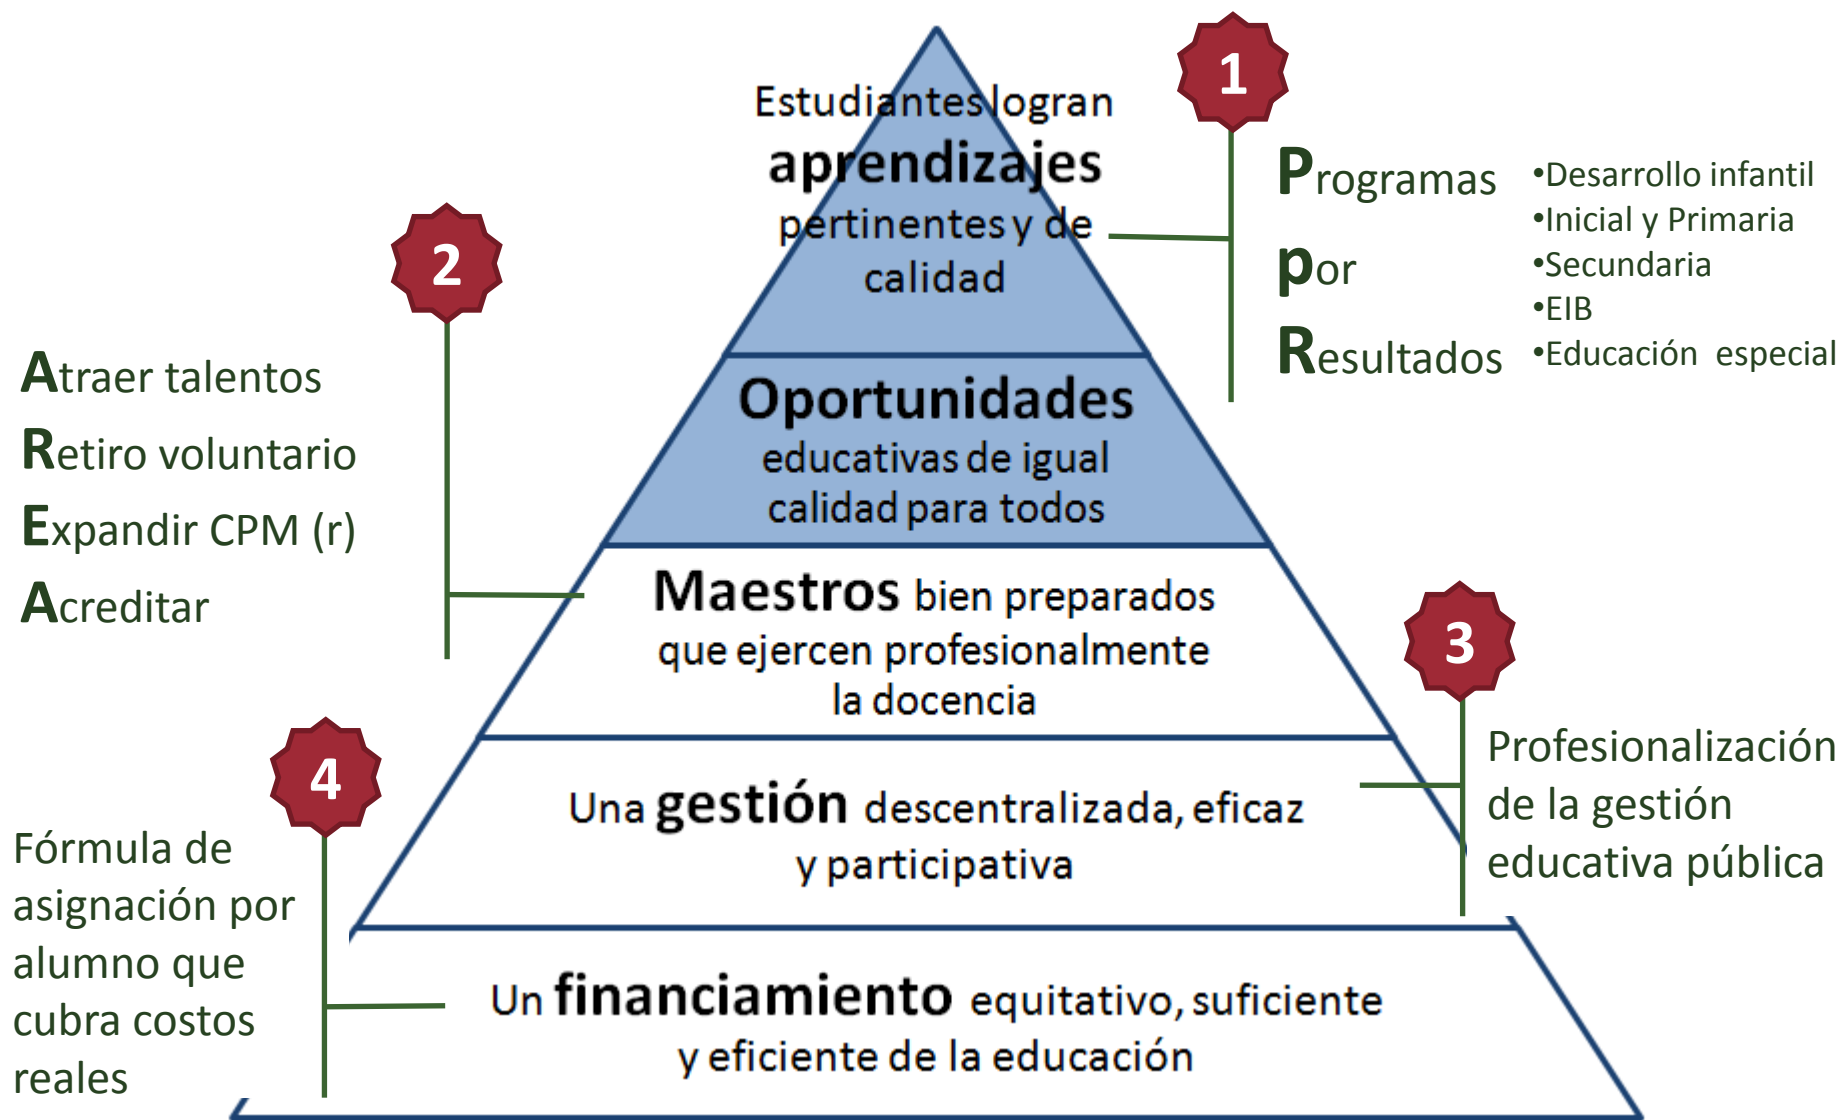 1
Estudiantes logran
aprendizajes
pertinentes y de
calidad
Programas
por
Resultados
•Desarrollo infantil
•Inicial y Primaria
•Secundaria
•EIB
•Educación especial
2
Atraer talentos
Retiro voluntario
Expandir CPM (r)
Acreditar
Oportunidades
educativas de igual
calidad para todos
Maestros bien preparados
que ejercen profesionalmente
la docencia
3
Profesionalización
de la gestión
educativa pública
Una gestión descentralizada, eficaz
y participativa
4
Fórmula de
asignación por
alumno que
cubra costos
reales
Un financiamiento equitativo, suficiente
y eficiente de la educación